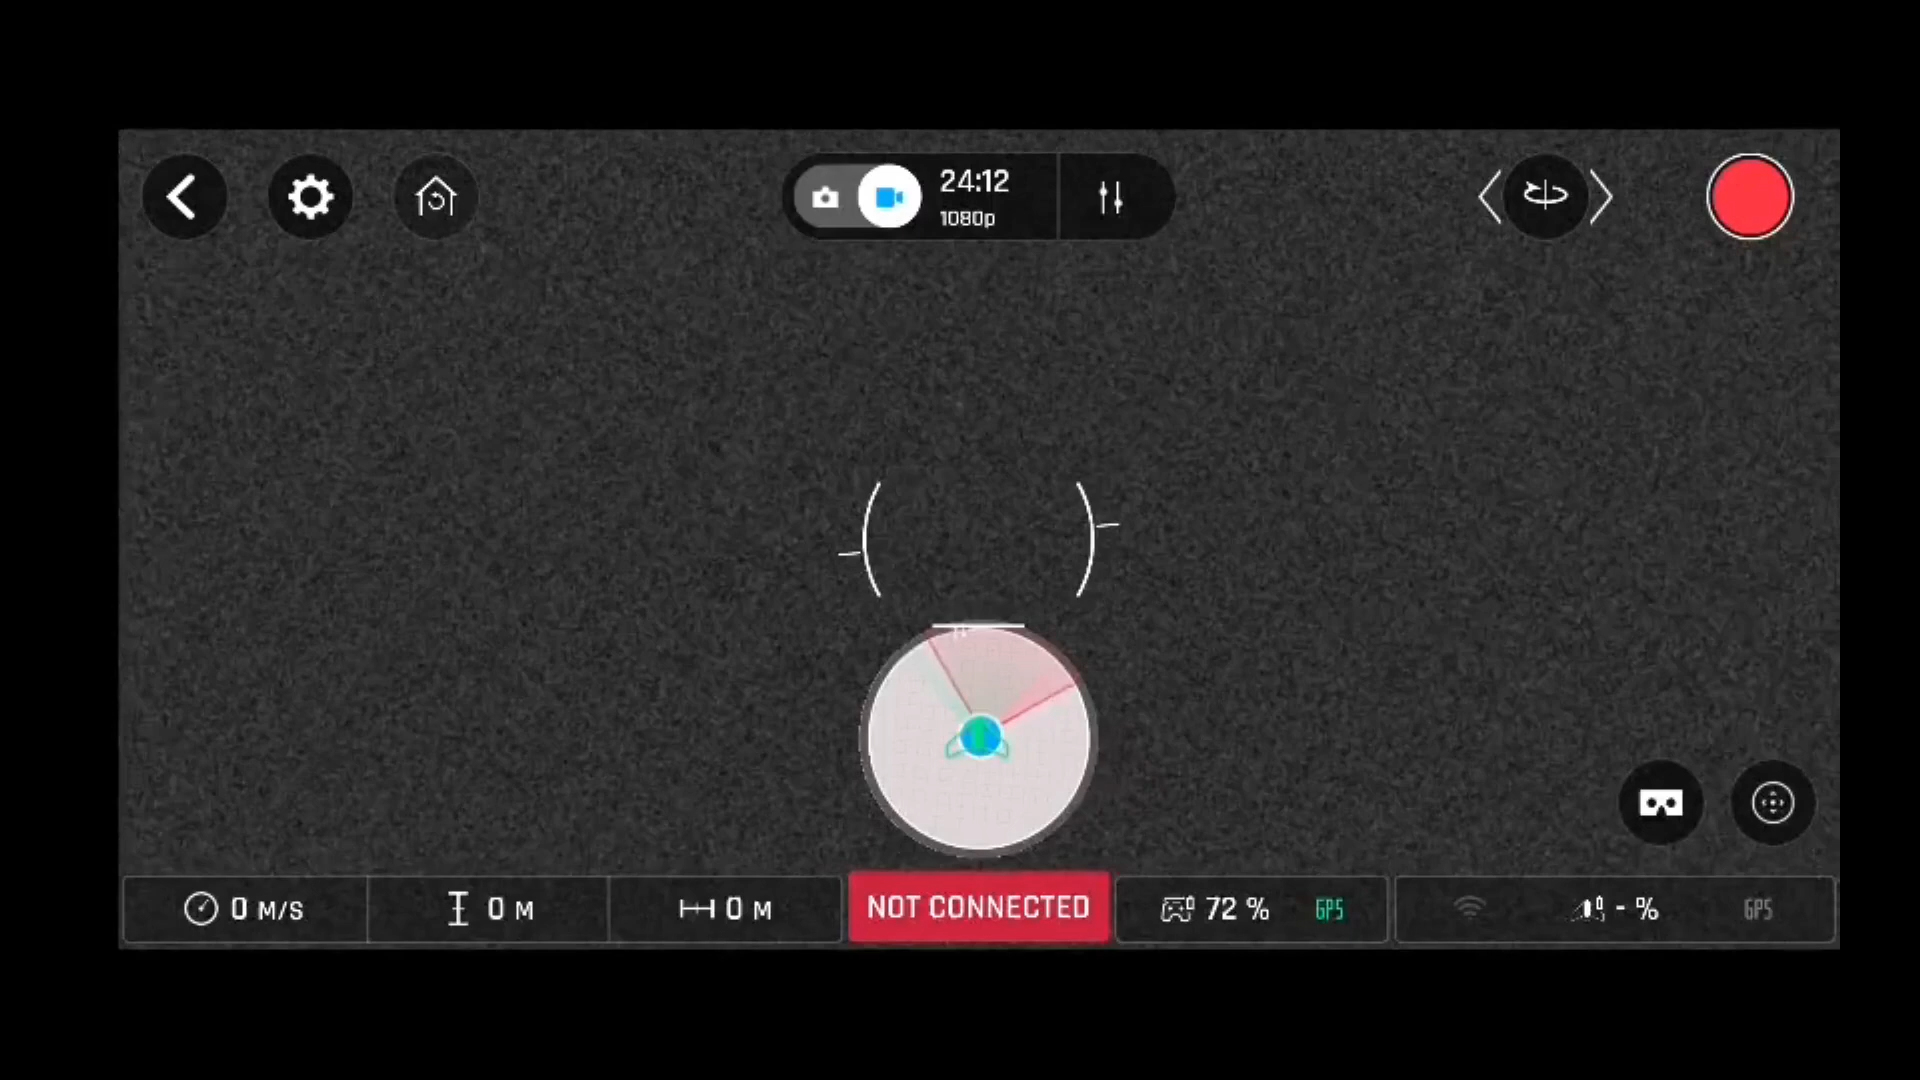 24:12
1080p
0 M/S
0 M
0 M
NOT CONNECTED
72 %
GPS
- %
GPS